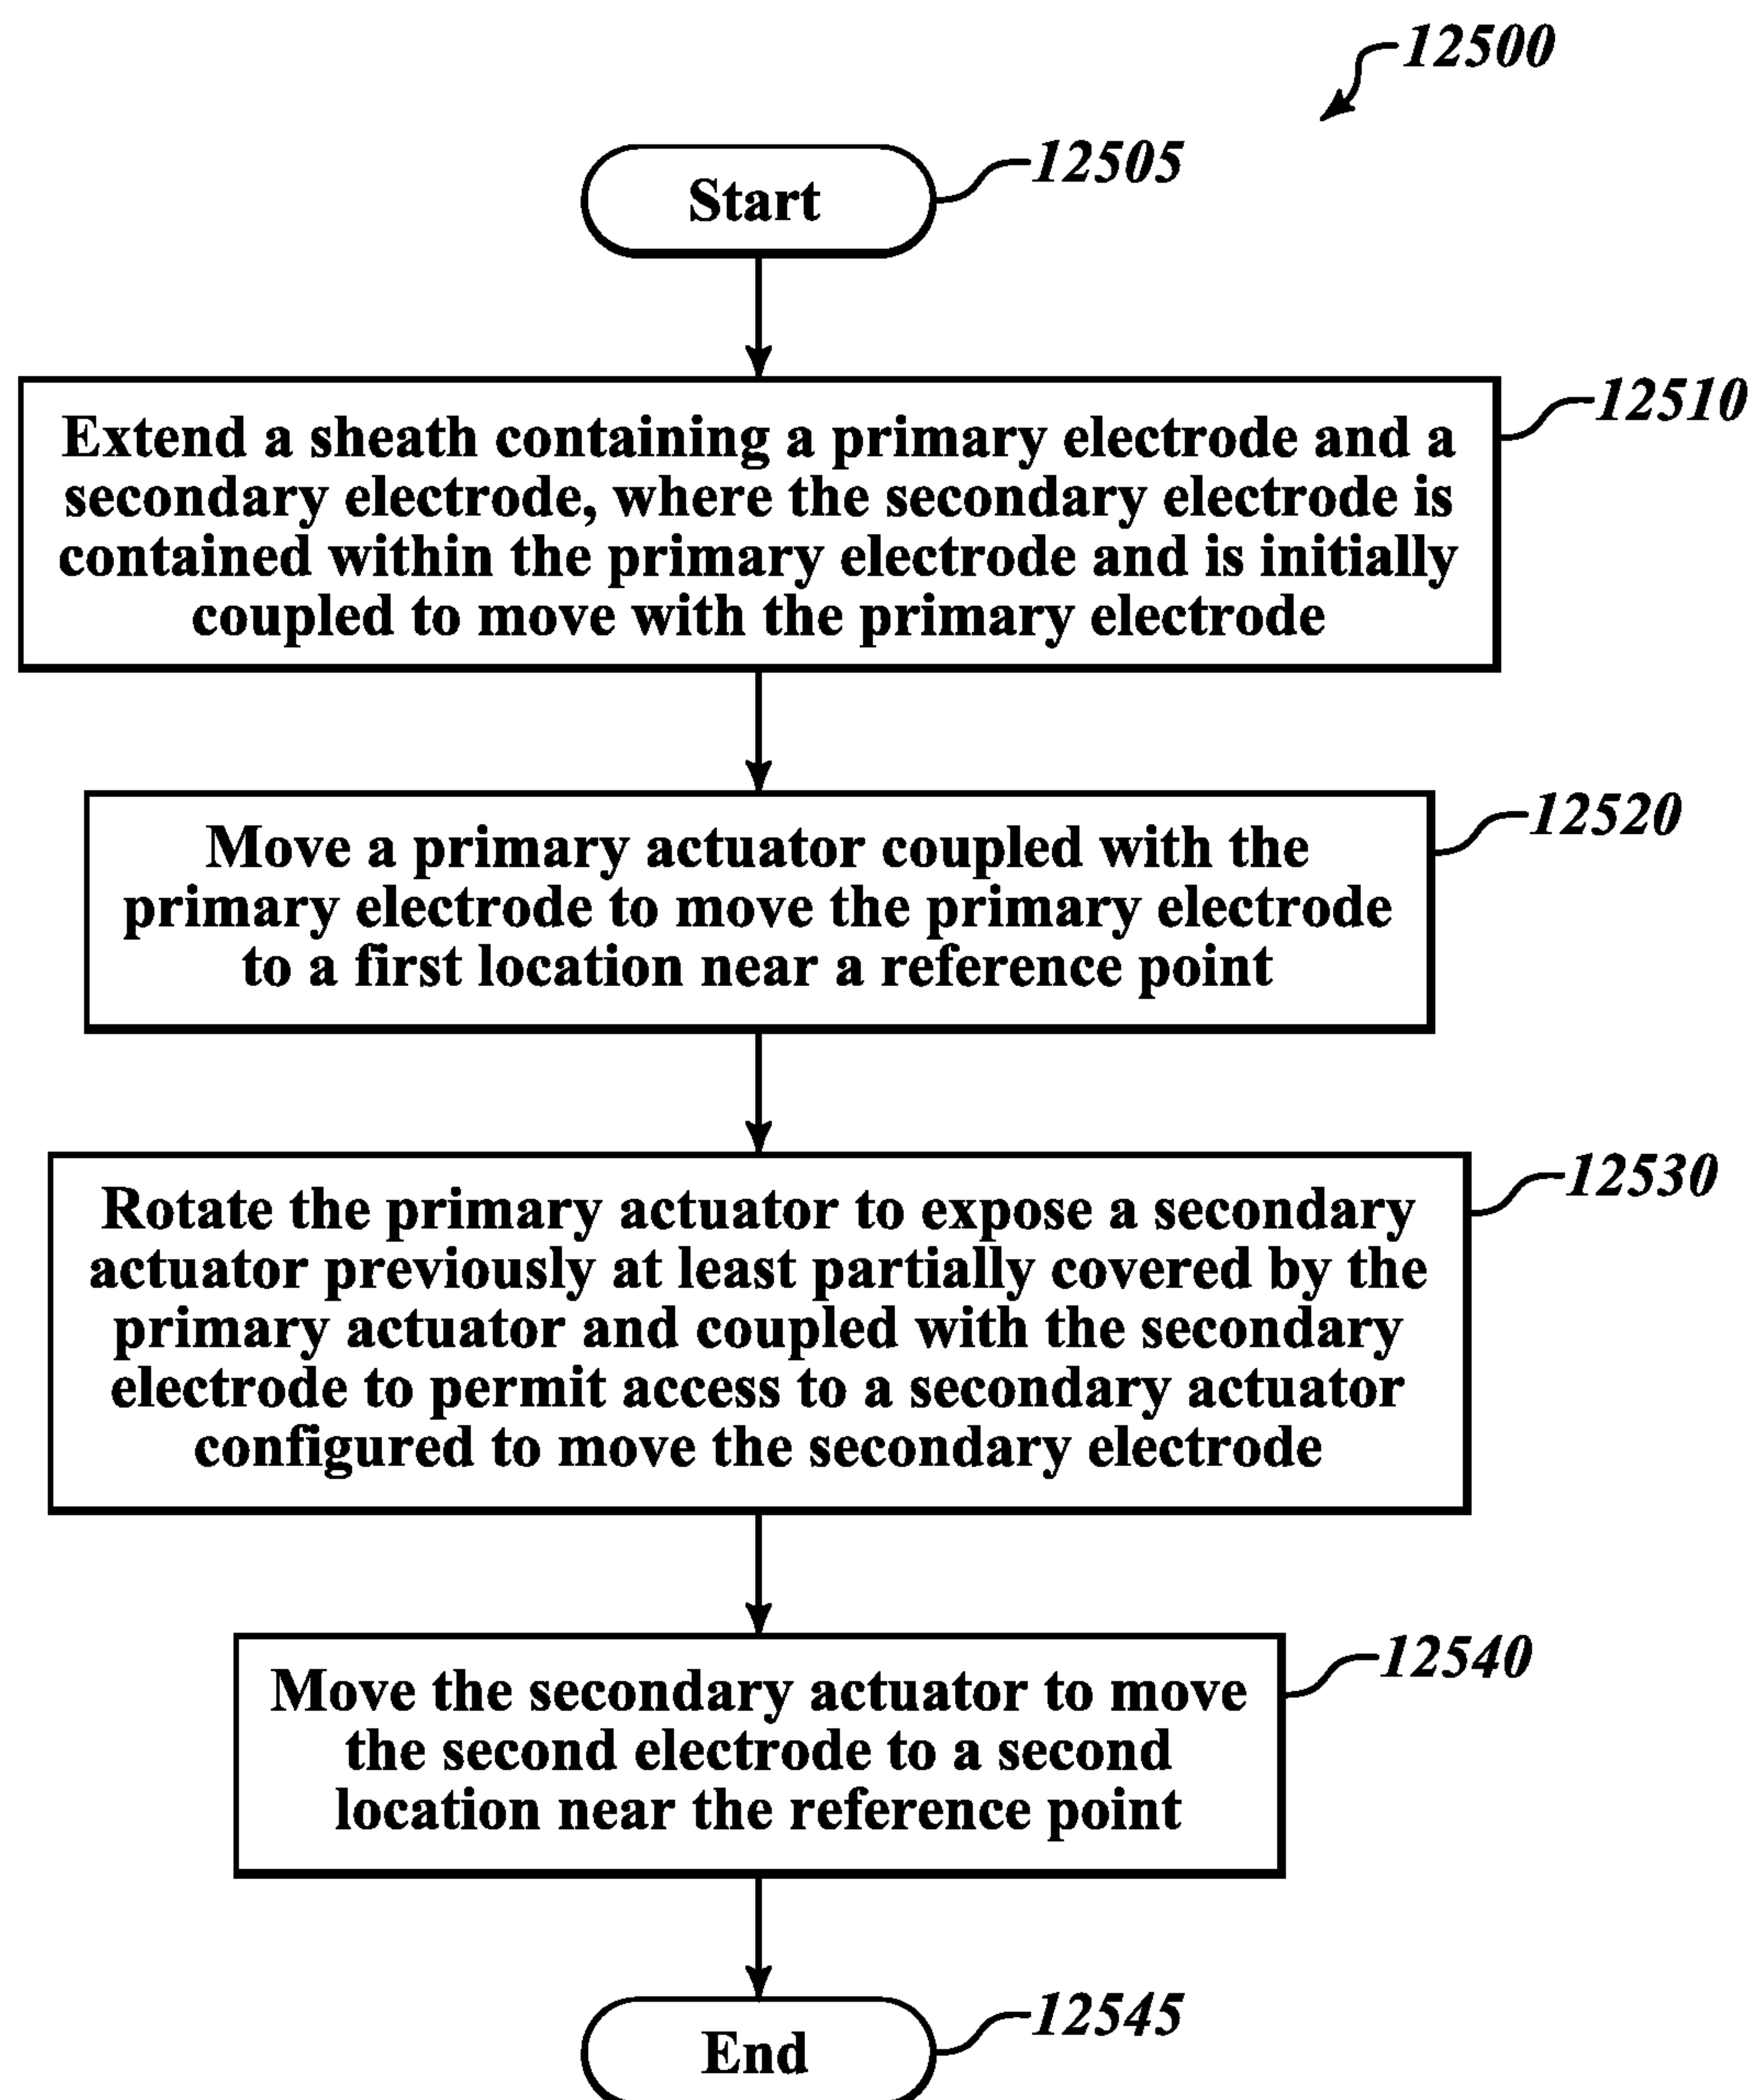 12500
Start
12505
Extend a sheath containing a primary electrode and a
secondary electrode, where the secondary electrode is
contained within the primary electrode and is initially
coupled to move with the primary electrode
12510
Move a primary actuator coupled with the
primary electrode to move the primary electrode
to a first location near a reference point
12520
Rotate the primary actuator to expose a secondary
actuator previously at least partially covered by the
primary actuator and coupled with the secondary
electrode to permit access to a secondary actuator
configured to move the secondary electrode
12530
Move the secondary actuator to move
the second electrode to a second
location near the reference point
12540
End
12545